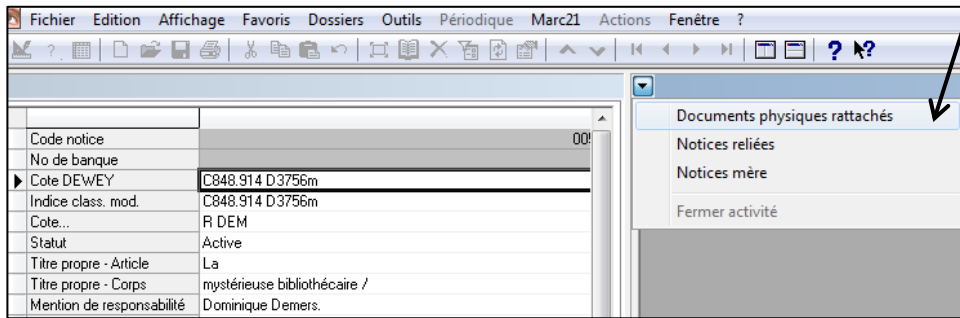 Fichier Edition Affichage Favoris Dossiers Outils Périodique Marc21 Actions Fenêtre ?
Code notice 005
No de banque
Cote DEWEY C848.914 D3756m
Indice class. mod. C848.914 D3756m
Cote... R DEM
Statut Active
Titre propre - Article La
Titre propre - Corps mystérieuse bibliothécaire /
Mention de responsabilité Dominique Demers.
Documents physiques rattachés
Notices reliées
Notices mère
Fermer activité